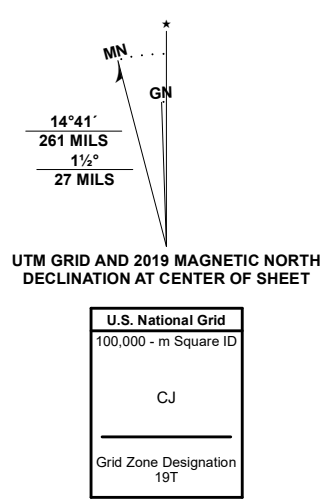 ★
MN
GN
14°41´
261 MILS
1½°
27 MILS
UTM GRID AND 2019 MAGNETIC NORTH
DECLINATION AT CENTER OF SHEET
U.S. National Grid
100,000 - m Square ID
CJ
Grid Zone Designation
19T